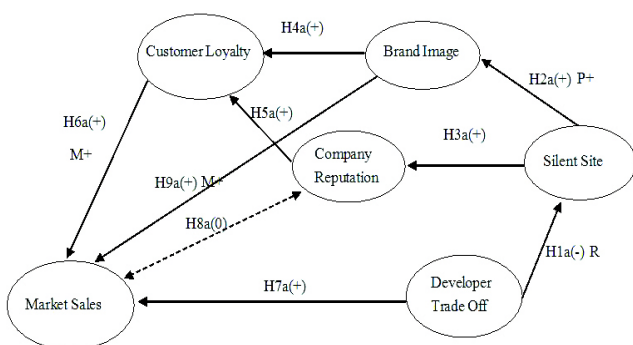 H4a(+)
Customer Loyalty
Brand Image
H2a(+) P+
H6a(+)
M+
H5a(+)
H3a(+)
Company
Reputation
Silent Site
H9a(+) M+
H8a(0)
H1a(-) R
H7a(+)
Developer
Trade Off
Market Sales